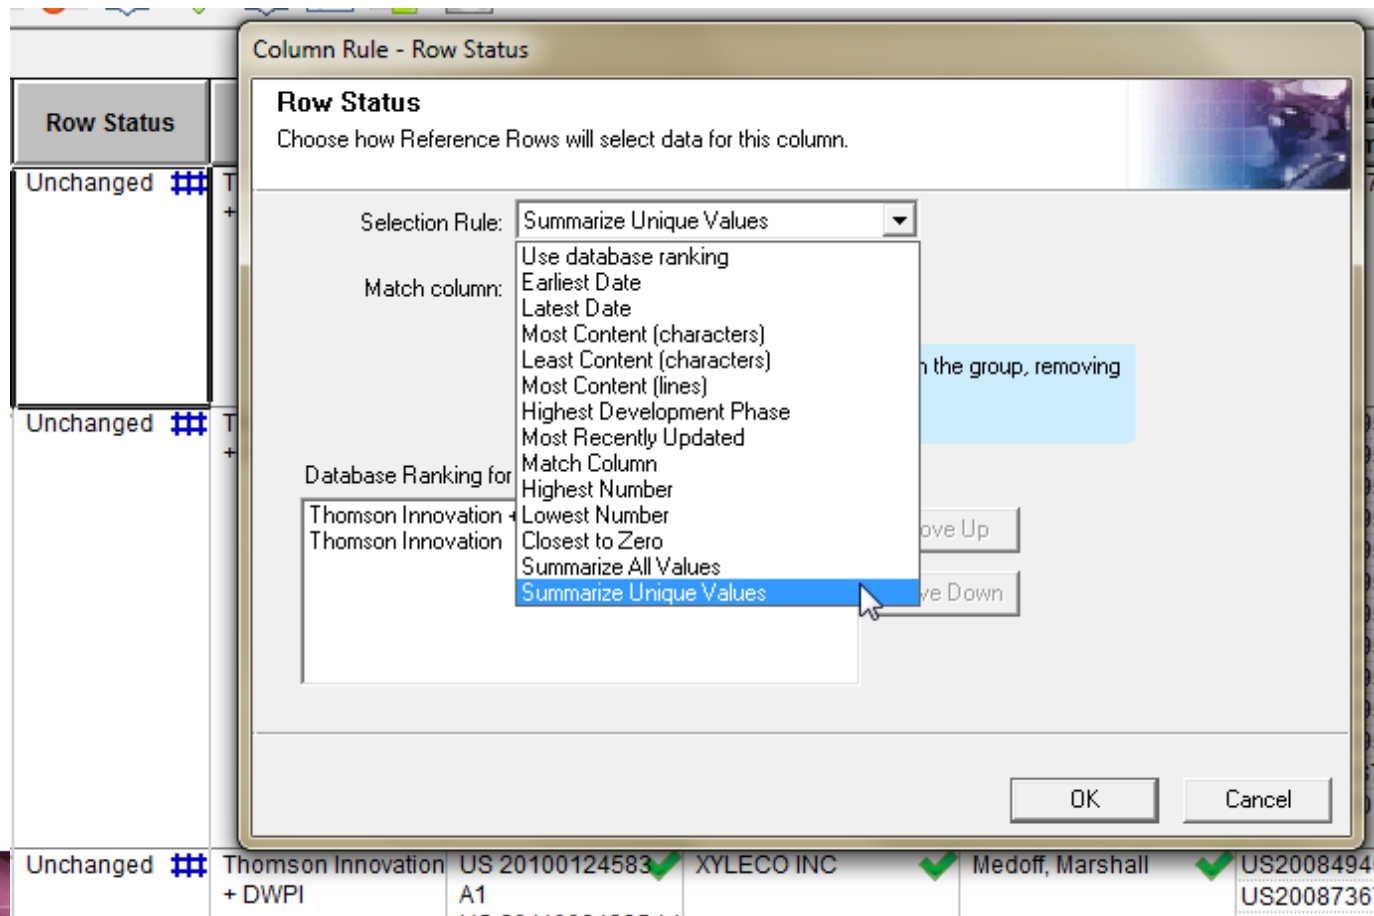 Column Rule - Row Status
Row Status
Row Status
Choose how Reference Rows will select data for this column.
Unchanged
Selection Rule: Summarize Unique Values
Use database ranking
Match column: Earliest Date
Latest Date
Most Content (characters)
Least Content (characters)
the group, removing
Most Content (lines)
Highest Development Phase
Unchanged
Most Recently Updated
Match Column
Database Ranking for
Highest Number
Thomson Innovation + Lowest Number
Thomson Innovation Closest to Zero
Up
Summarize All Values
Summarize Unique Values
Down
OK Cancel
Unchanged Thomson Innovation US 20100124583 XYLECO INC Medoff, Marshall
+ DWPI A1